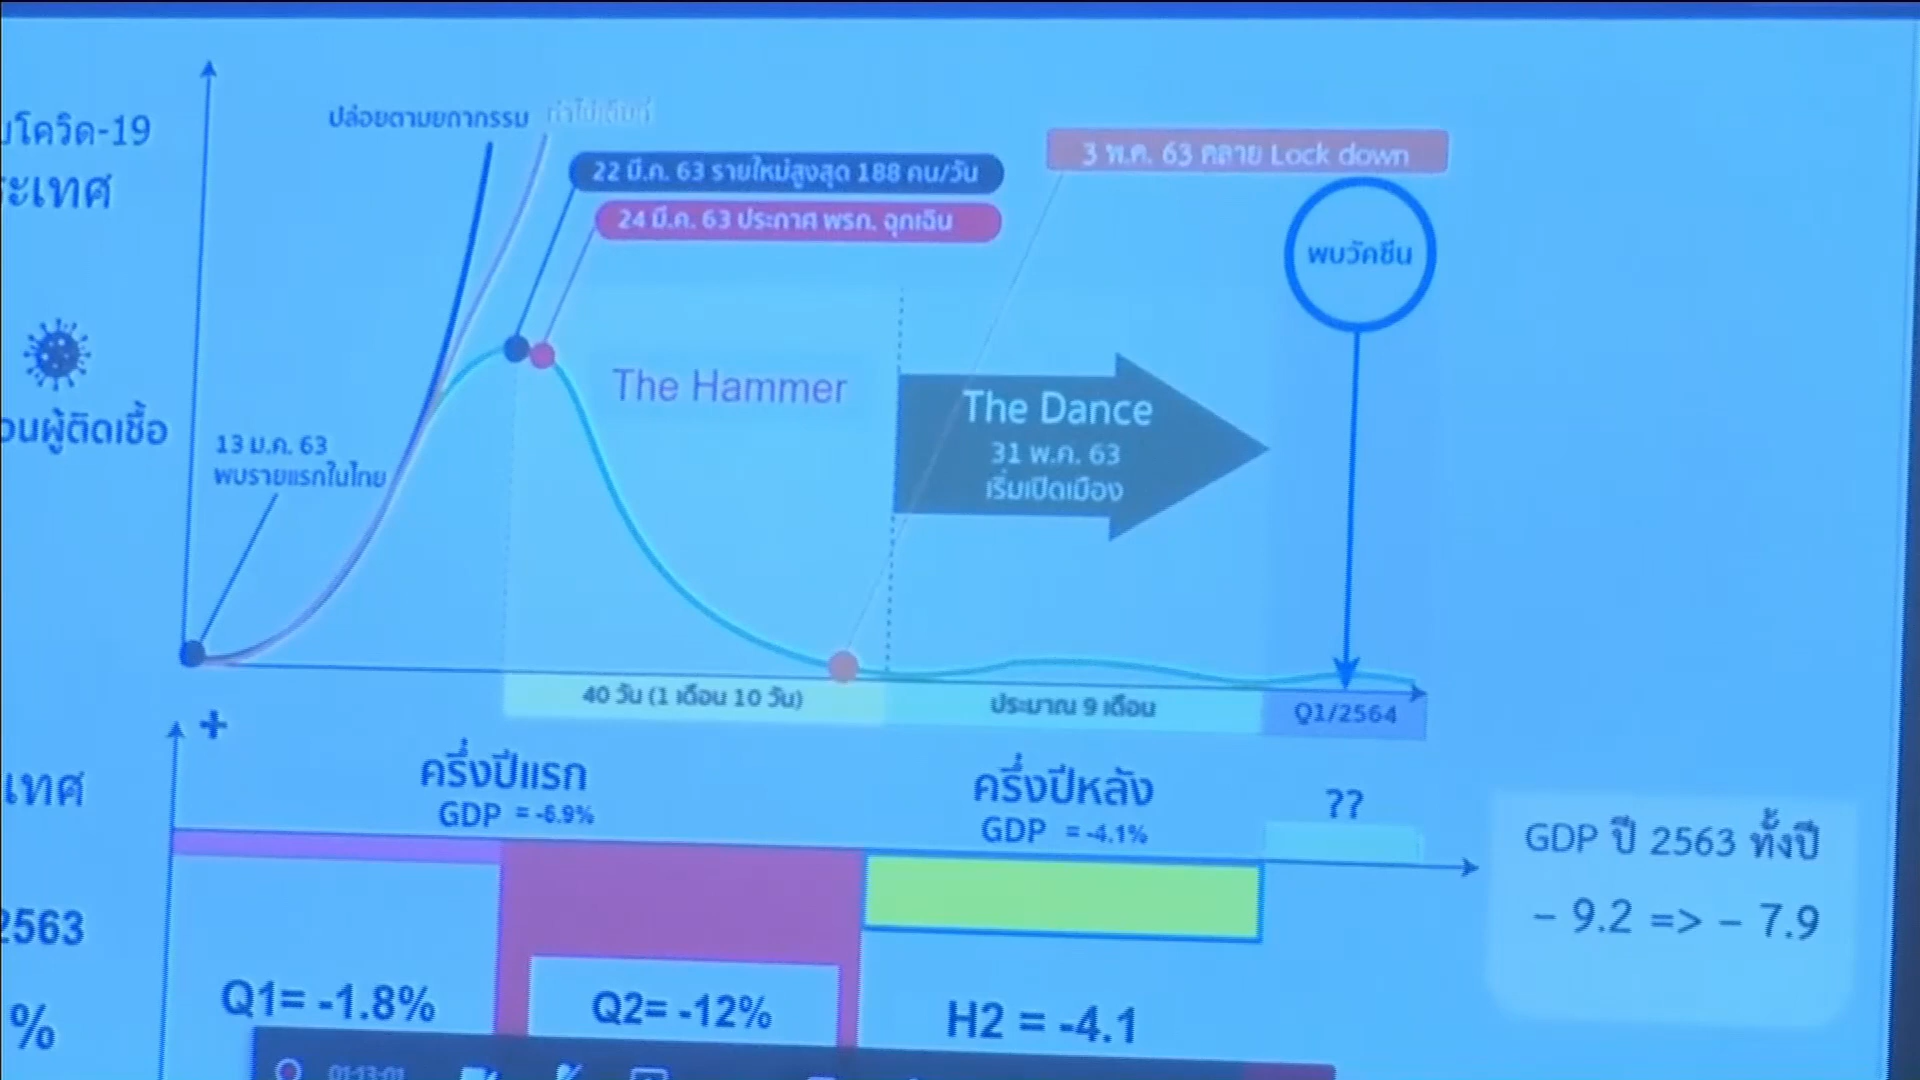 โควิด-19
ปล่อยตามยถากรรม
22 มี.ค. 63 รายใหม่สูงสุด 188 คน/วัน
24 มี.ค. 63 ประกาศ พรก. ฉุกเฉิน
3 พ.ค. 63 คลาย Lock down
พบวัคซีน
The Hammer
The Dance
31 พ.ค. 63
เริ่มเปิดเมือง
ผู้ติดเชื้อ
13 ม.ค. 63
พบรายแรกในไทย
40 วัน (1 เดือน 10 วัน)
ประมาณ 9 เดือน
Q1/2564
+
ครึ่งปีแรก
GDP = -6.9%
ครึ่งปีหลัง
GDP = -4.1%
??
GDP ปี 2563 ทั้งปี
- 9.2 => - 7.9
2563
%
Q1= -1.8%
Q2= -12%
H2 = -4.1
01:13:01